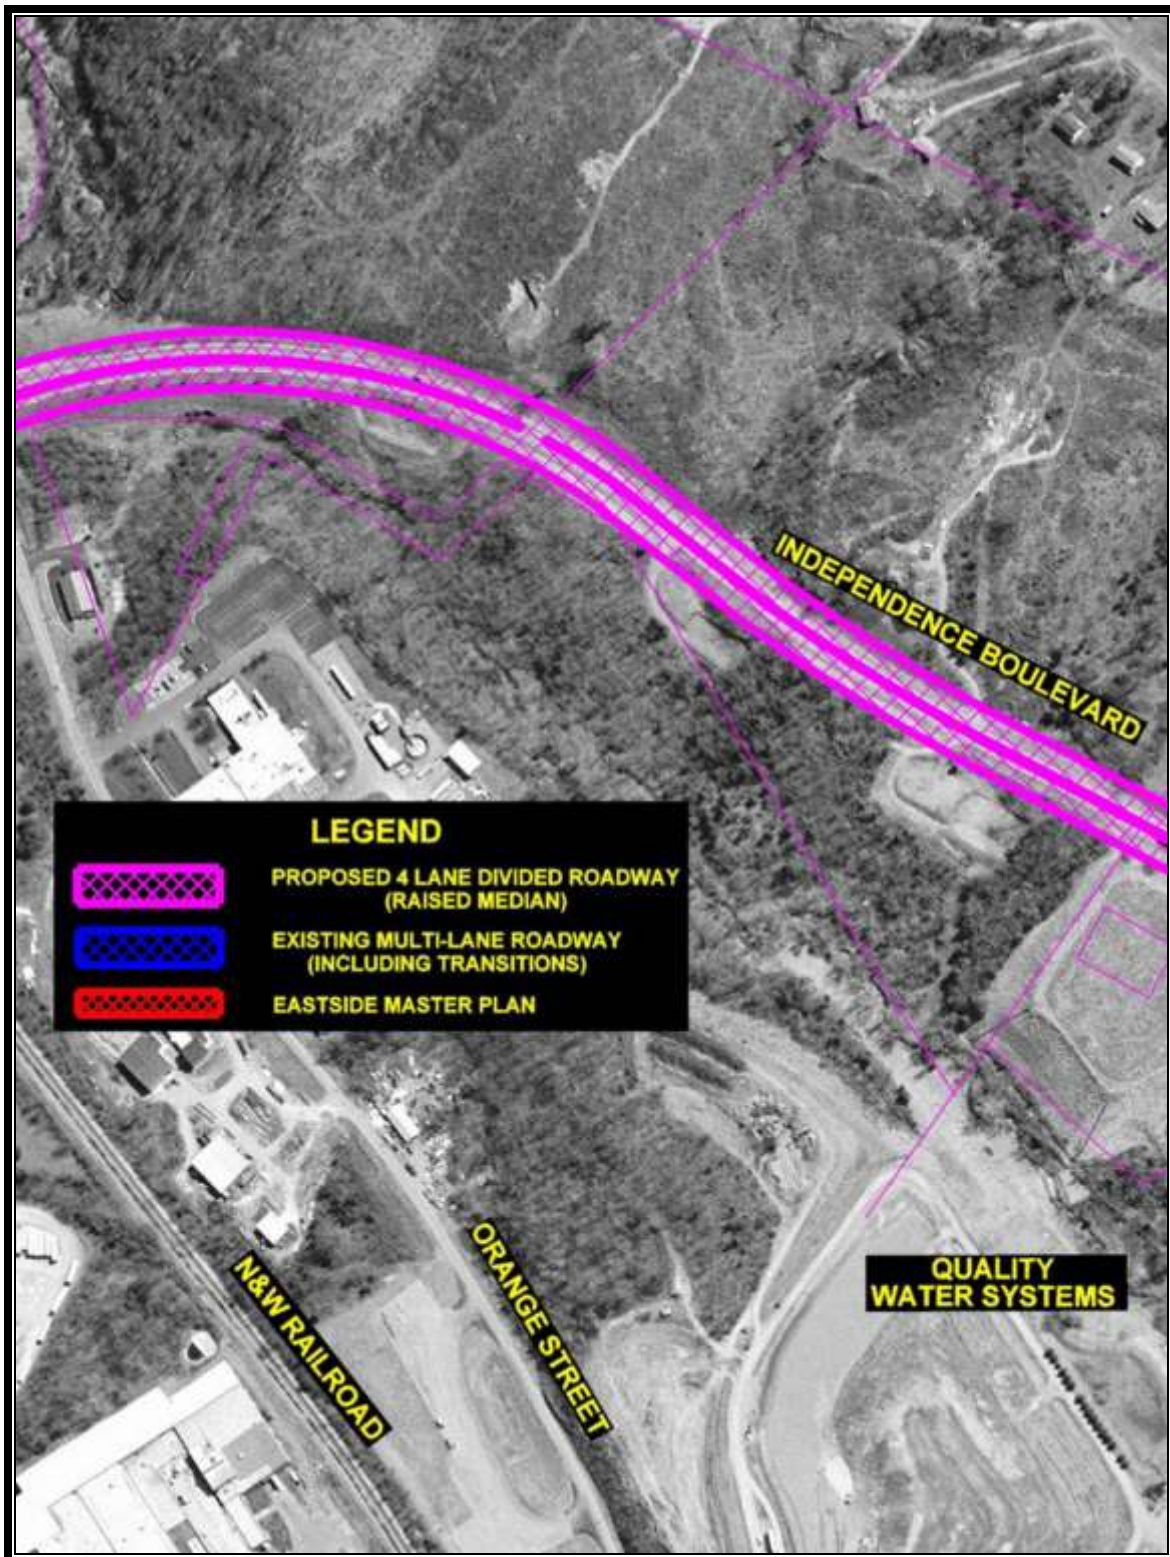 INDEPENDENCE BOULEVARD
LEGEND
PROPOSED 4 LANE DIVIDED ROADWAY
(RAISED MEDIAN)
EXISTING MULTI-LANE ROADWAY
(INCLUDING TRANSITIONS)
EASTSIDE MASTER PLAN
N&W RAILROAD
ORANGE STREET
QUALITY
WATER SYSTEMS